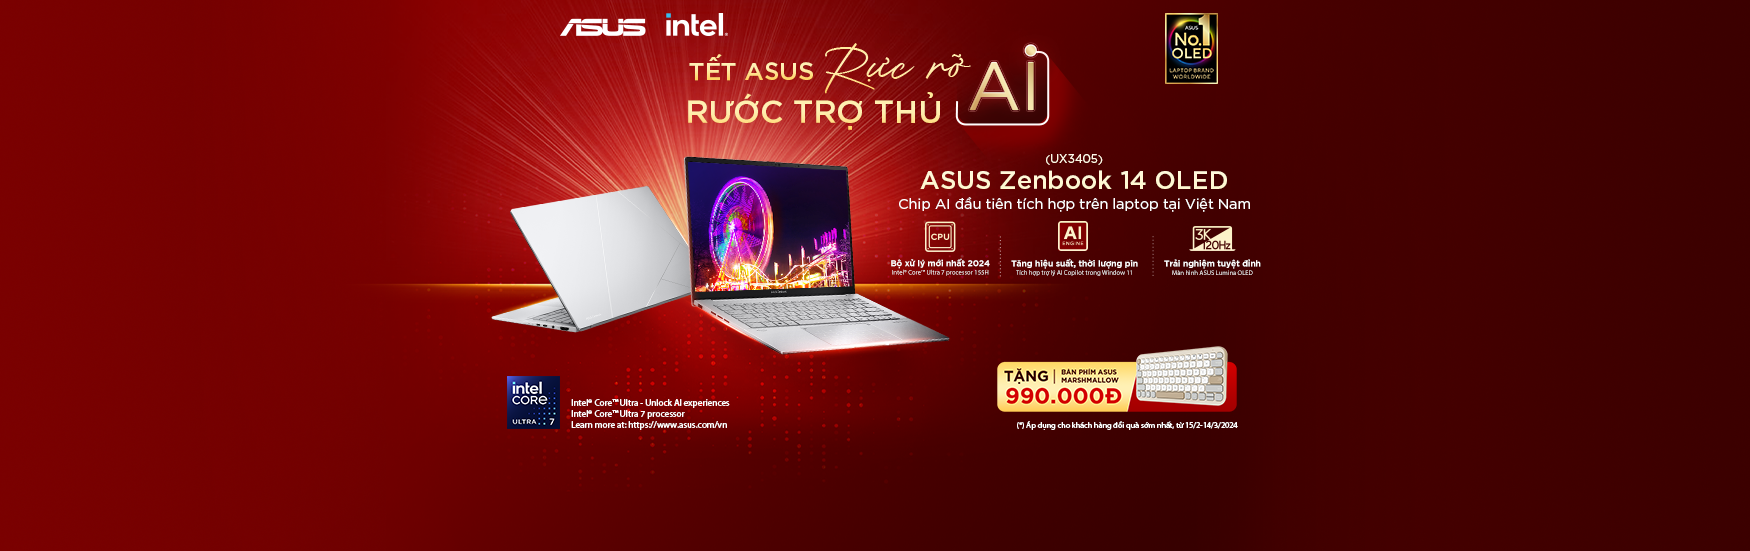 ASUS intel.
ASUS
No.1
OLED
LAPTOP BRAND
WORLDWIDE
TẾT ASUS Rực rỡ
RƯỚC TRỢ THỦ AI
(UX3405)
ASUS Zenbook 14 OLED
Chip AI đầu tiên tích hợp trên laptop tại Việt Nam
CPU
AI
ENGINE
3K
120Hz
Bộ xử lý mới nhất 2024
Intel® Core™ Ultra 7 processor 155H
Tăng hiệu suất, thời lượng pin
Tích hợp trợ lý AI Copilot trong Window 11
Trải nghiệm tuyệt đỉnh
Màn hình ASUS Lumina OLED
intel
CORE
ULTRA 7
Intel® Core™ Ultra - Unlock AI experiences
Intel® Core™ Ultra 7 processor
Learn more at: https://www.asus.com/vn
TẶNG
BÀN PHÍM ASUS
MARSHMALLOW
990.000Đ
(*) Áp dụng cho khách hàng đổi quà sớm nhất, từ 15/2-14/3/2024